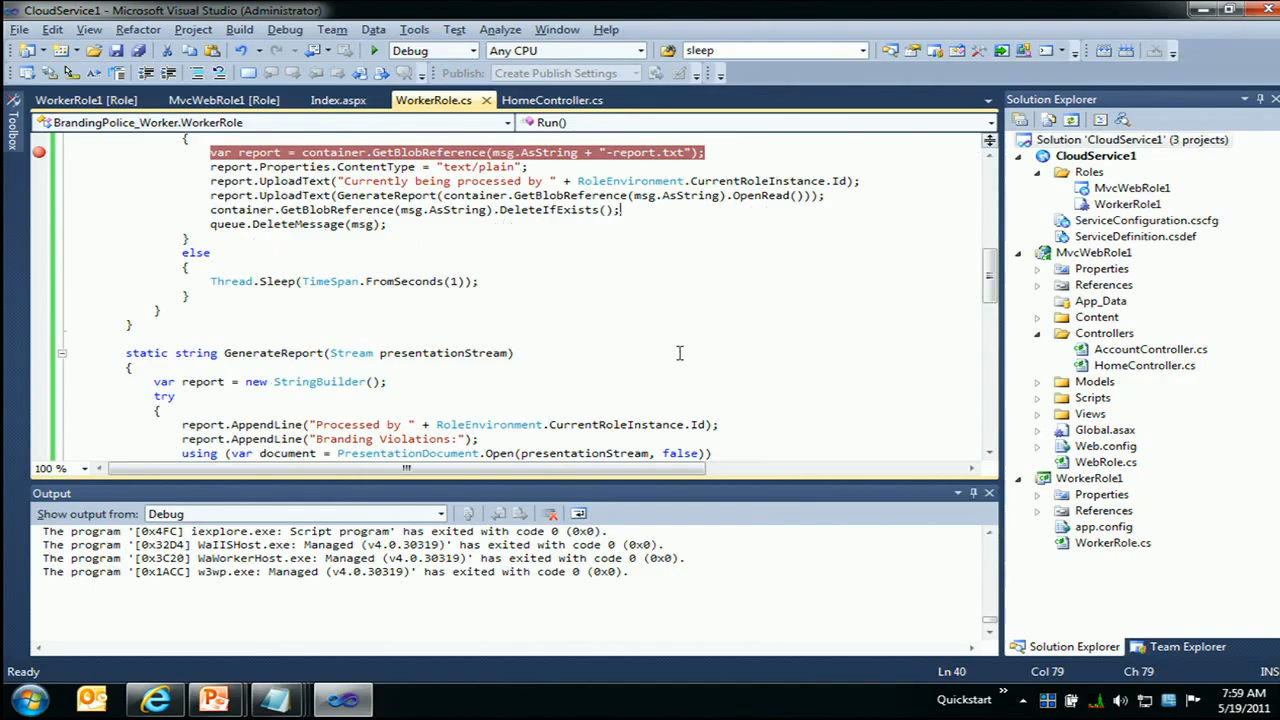 CloudService1 - Microsoft Visual Studio (Administrator)
File Edit View Refactor Project Build Debug Team Data Tools Test Analyze Window Help
Debug Any CPU sleep
Publish: Create Publish Settings
WorkerRole1 [Role] MvcWebRole1 [Role] Index.aspx WorkerRole.cs HomeController.cs
BrandingPolice_Worker.WorkerRole Run()
{
var report = container.GetBlobReference(msg.AsString + "-report.txt");
report.Properties.ContentType = "text/plain";
report.UploadText("Currently being processed by " + RoleEnvironment.CurrentRoleInstance.Id);
report.UploadText(GenerateReport(container.GetBlobReference(msg.AsString).OpenRead()));
container.GetBlobReference(msg.AsString).DeleteIfExists();
queue.DeleteMessage(msg);
}
else
{
Thread.Sleep(TimeSpan.FromSeconds(1));
}
}
}
static string GenerateReport(Stream presentationStream)
{
var report = new StringBuilder();
try
{
report.AppendLine("Processed by " + RoleEnvironment.CurrentRoleInstance.Id);
report.AppendLine("Branding Violations:");
using (var document = PresentationDocument.Open(presentationStream, false))
100 %
Output
Show output from: Debug
The program '[0x4FC] iexplore.exe: Script program' has exited with code 0 (0x0).
The program '[0x32D4] WaIISHost.exe: Managed (v4.0.30319)' has exited with code 0 (0x0).
The program '[0x3C20] WaWorkerHost.exe: Managed (v4.0.30319)' has exited with code 0 (0x0).
The program '[0x1ACC] w3wp.exe: Managed (v4.0.30319)' has exited with code 0 (0x0).
Toolbox
Solution Explorer
Solution 'CloudService1' (3 projects)
CloudService1
Roles
MvcWebRole1
WorkerRole1
ServiceConfiguration.cscfg
ServiceDefinition.csdef
MvcWebRole1
Properties
References
App_Data
Content
Controllers
AccountController.cs
HomeController.cs
Models
Scripts
Views
Global.asax
Web.config
WebRole.cs
WorkerRole1
Properties
References
app.config
WorkerRole.cs
Solution Explorer Team Explorer
Ready Ln 40 Col 79 Ch 79 INS
Quickstart 7:59 AM
5/19/2011